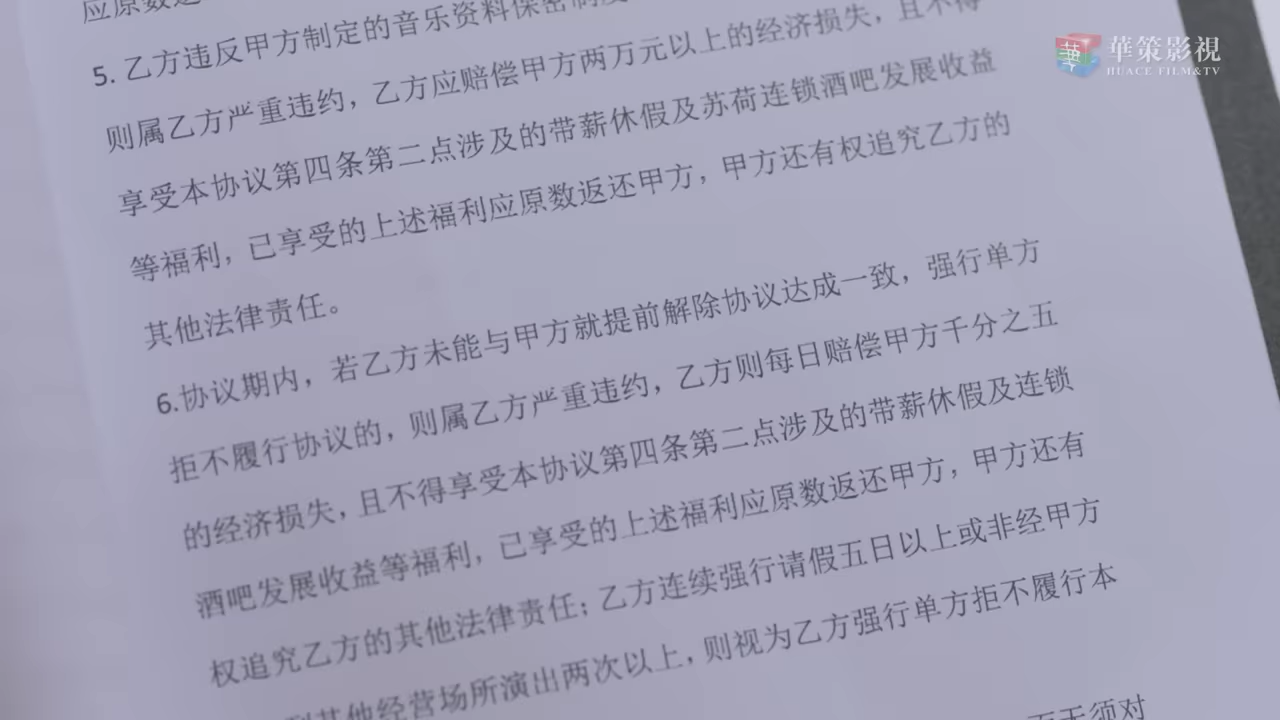 应原数返
5. 乙方违反甲方制定的音乐资料保密制度
则属乙方严重违约，乙方应赔偿甲方两万元以上的经济损失，且不得
享受本协议第四条第二点涉及的带薪休假及苏荷连锁酒吧发展收益
等福利，已享受的上述福利应原数返还甲方，甲方还有权追究乙方的
其他法律责任。
6.协议期内，若乙方未能与甲方就提前解除协议达成一致，强行单方
拒不履行协议的，则属乙方严重违约，乙方则每日赔偿甲方千分之五
的经济损失，且不得享受本协议第四条第二点涉及的带薪休假及连锁
酒吧发展收益等福利，已享受的上述福利应原数返还甲方，甲方还有
权追究乙方的其他法律责任；乙方连续强行请假五日以上或非经甲方
到其他经营场所演出两次以上，则视为乙方强行单方拒不履行本
而无须对
華策影視
HUACE FILM&TV